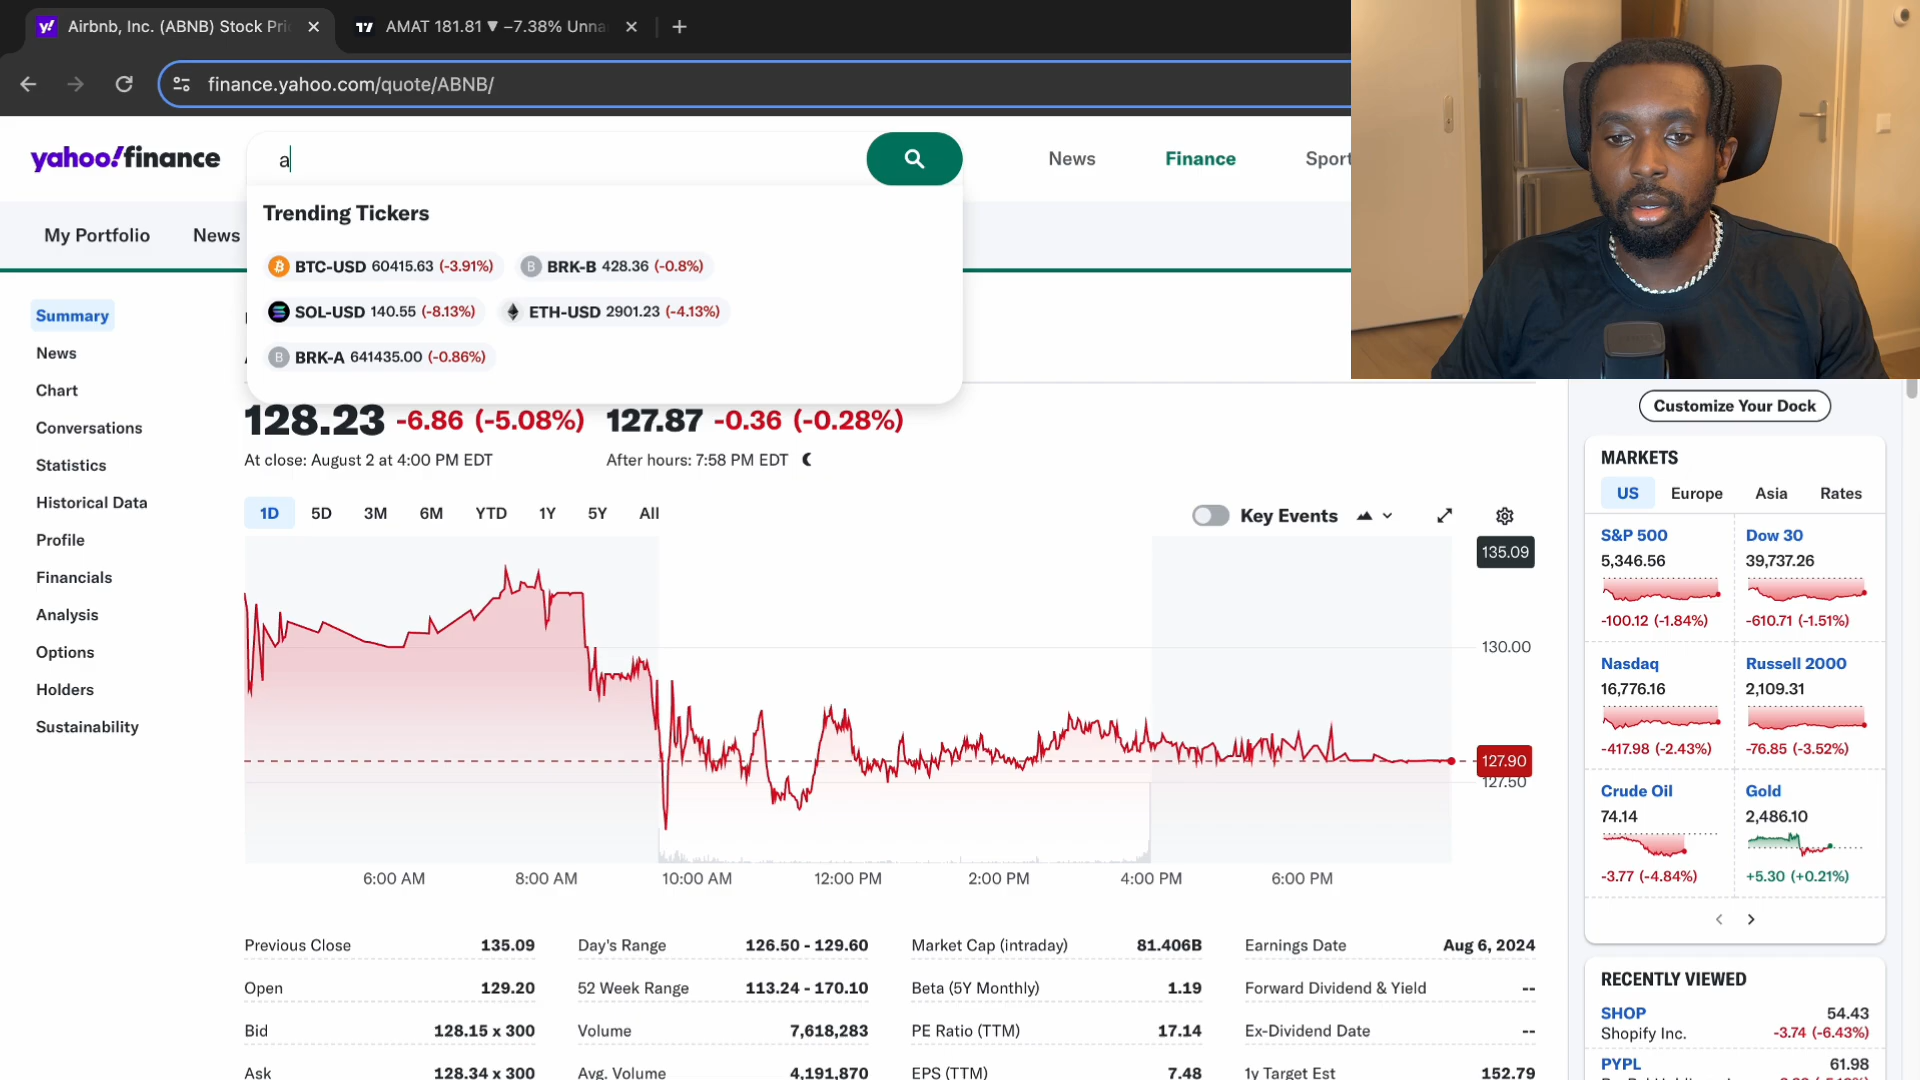 Airbnb, Inc. (ABNB) Stock Pri
AMAT 181.81 ▼ −7.38% Unna
finance.yahoo.com/quote/ABNB/
yahoo!finance
a
News
Finance
Sport
My Portfolio
News
Trending Tickers
BTC-USD 60415.63 (-3.91%)
BRK-B 428.36 (-0.8%)
SOL-USD 140.55 (-8.13%)
ETH-USD 2901.23 (-4.13%)
BRK-A 641435.00 (-0.86%)
Summary
News
Chart
Conversations
Statistics
Historical Data
Profile
Financials
Analysis
Options
Holders
Sustainability
128.23 -6.86 (-5.08%)
At close: August 2 at 4:00 PM EDT
127.87 -0.36 (-0.28%)
After hours: 7:58 PM EDT
1D 5D 3M 6M YTD 1Y 5Y All
Key Events
135.09
130.00
127.90
127.50
6:00 AM 8:00 AM 10:00 AM 12:00 PM 2:00 PM 4:00 PM 6:00 PM
Previous Close 135.09
Day's Range 126.50 - 129.60
Market Cap (intraday) 81.406B
Earnings Date Aug 6, 2024
Open 129.20
52 Week Range 113.24 - 170.10
Beta (5Y Monthly) 1.19
Forward Dividend & Yield --
Bid 128.15 x 300
Volume 7,618,283
PE Ratio (TTM) 17.14
Ex-Dividend Date --
Ask 128.34 x 300
Avg. Volume 4,191,870
EPS (TTM) 7.48
1y Target Est 152.79
Customize Your Dock
MARKETS
US Europe Asia Rates
S&P 500
5,346.56
-100.12 (-1.84%)
Dow 30
39,737.26
-610.71 (-1.51%)
Nasdaq
16,776.16
-417.98 (-2.43%)
Russell 2000
2,109.31
-76.85 (-3.52%)
Crude Oil
74.14
-3.77 (-4.84%)
Gold
2,486.10
+5.30 (+0.21%)
RECENTLY VIEWED
SHOP 54.43
Shopify Inc. -3.74 (-6.43%)
PYPL 61.98